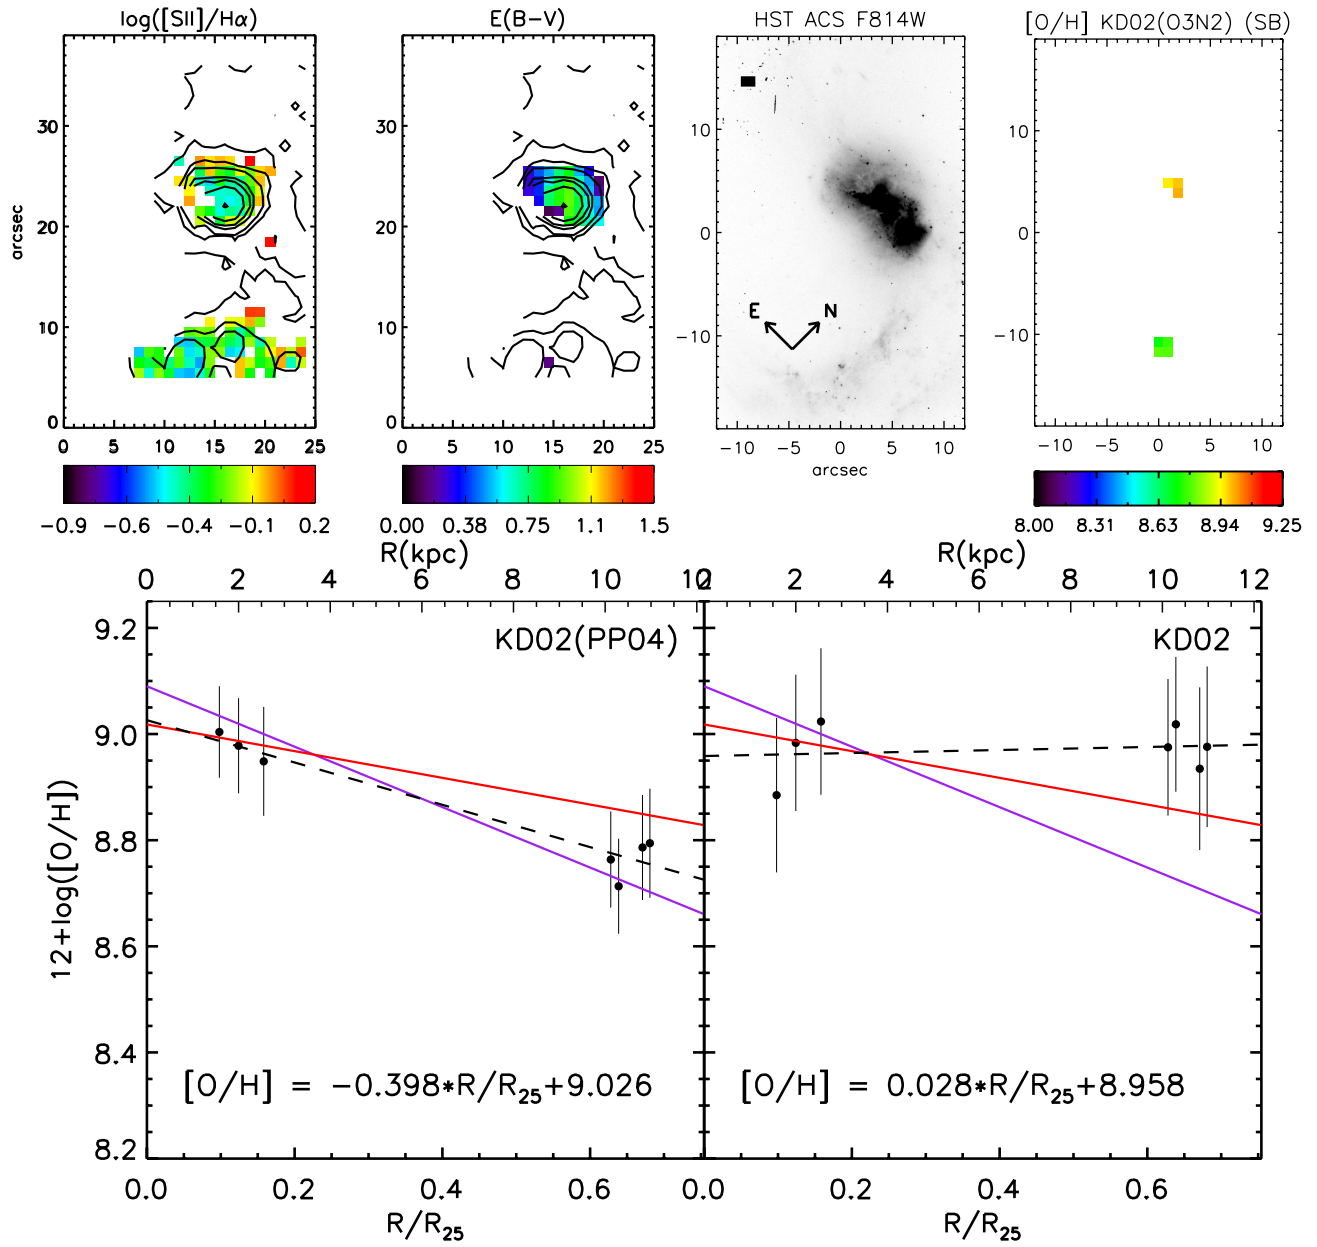 log([SII]/Hα)
E(B−V)
HST ACS F814W
[O/H] KD02(O3N2) (SB)
arcsec
30
20
10
0
0 5 10 15 20 25
−0.9 −0.6 −0.4 −0.1 0.2
30
20
10
0
0 5 10 15 20 25
0.00 0.38 0.75 1.1 1.5
10
0
−10
E N
−10 −5 0 5 10
arcsec
10
0
−10
−10 −5 0 5 10
8.00 8.31 8.63 8.94 9.25
R(kpc)
0 2 4 6 8 10 12
KD02(PP04)
12+log([O/H])
9.2
9.0
8.8
8.6
8.4
8.2
[O/H] = −0.398*R/R25+9.026
0.0 0.2 0.4 0.6
R/R25
R(kpc)
0 2 4 6 8 10 12
KD02
[O/H] = 0.028*R/R25+8.958
0.0 0.2 0.4 0.6
R/R25